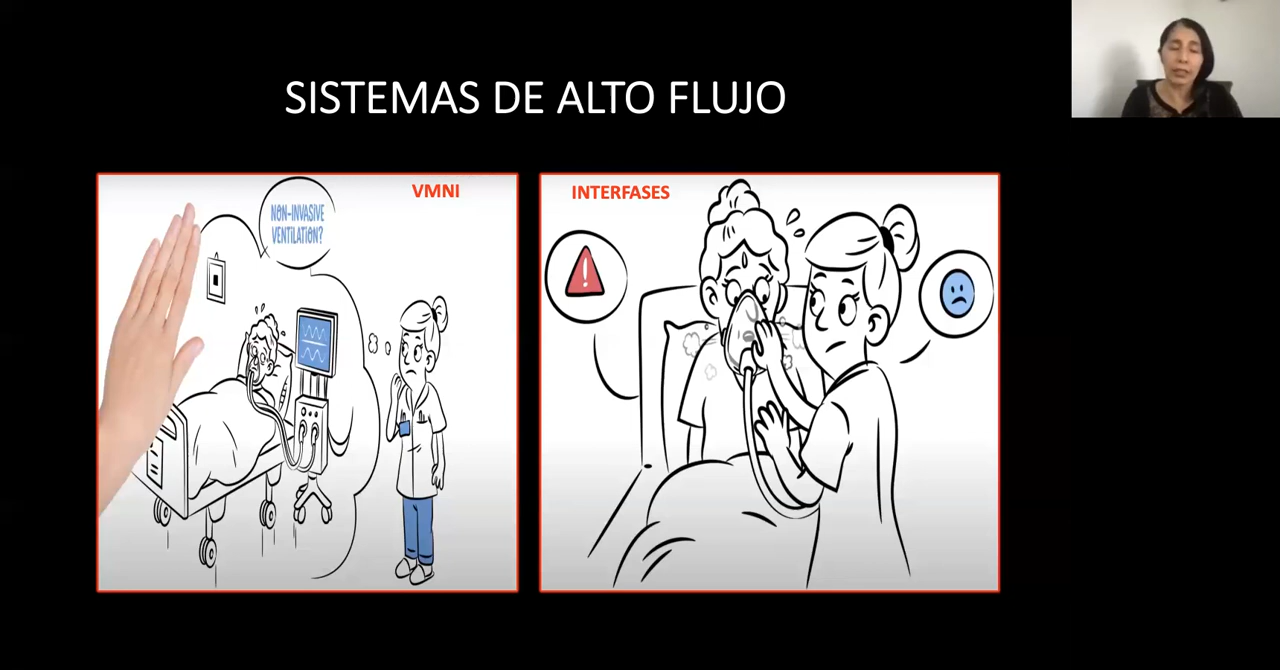 SISTEMAS DE ALTO FLUJO
VMNI
NON-INVASIVE
VENTILATION?
INTERFASES
!